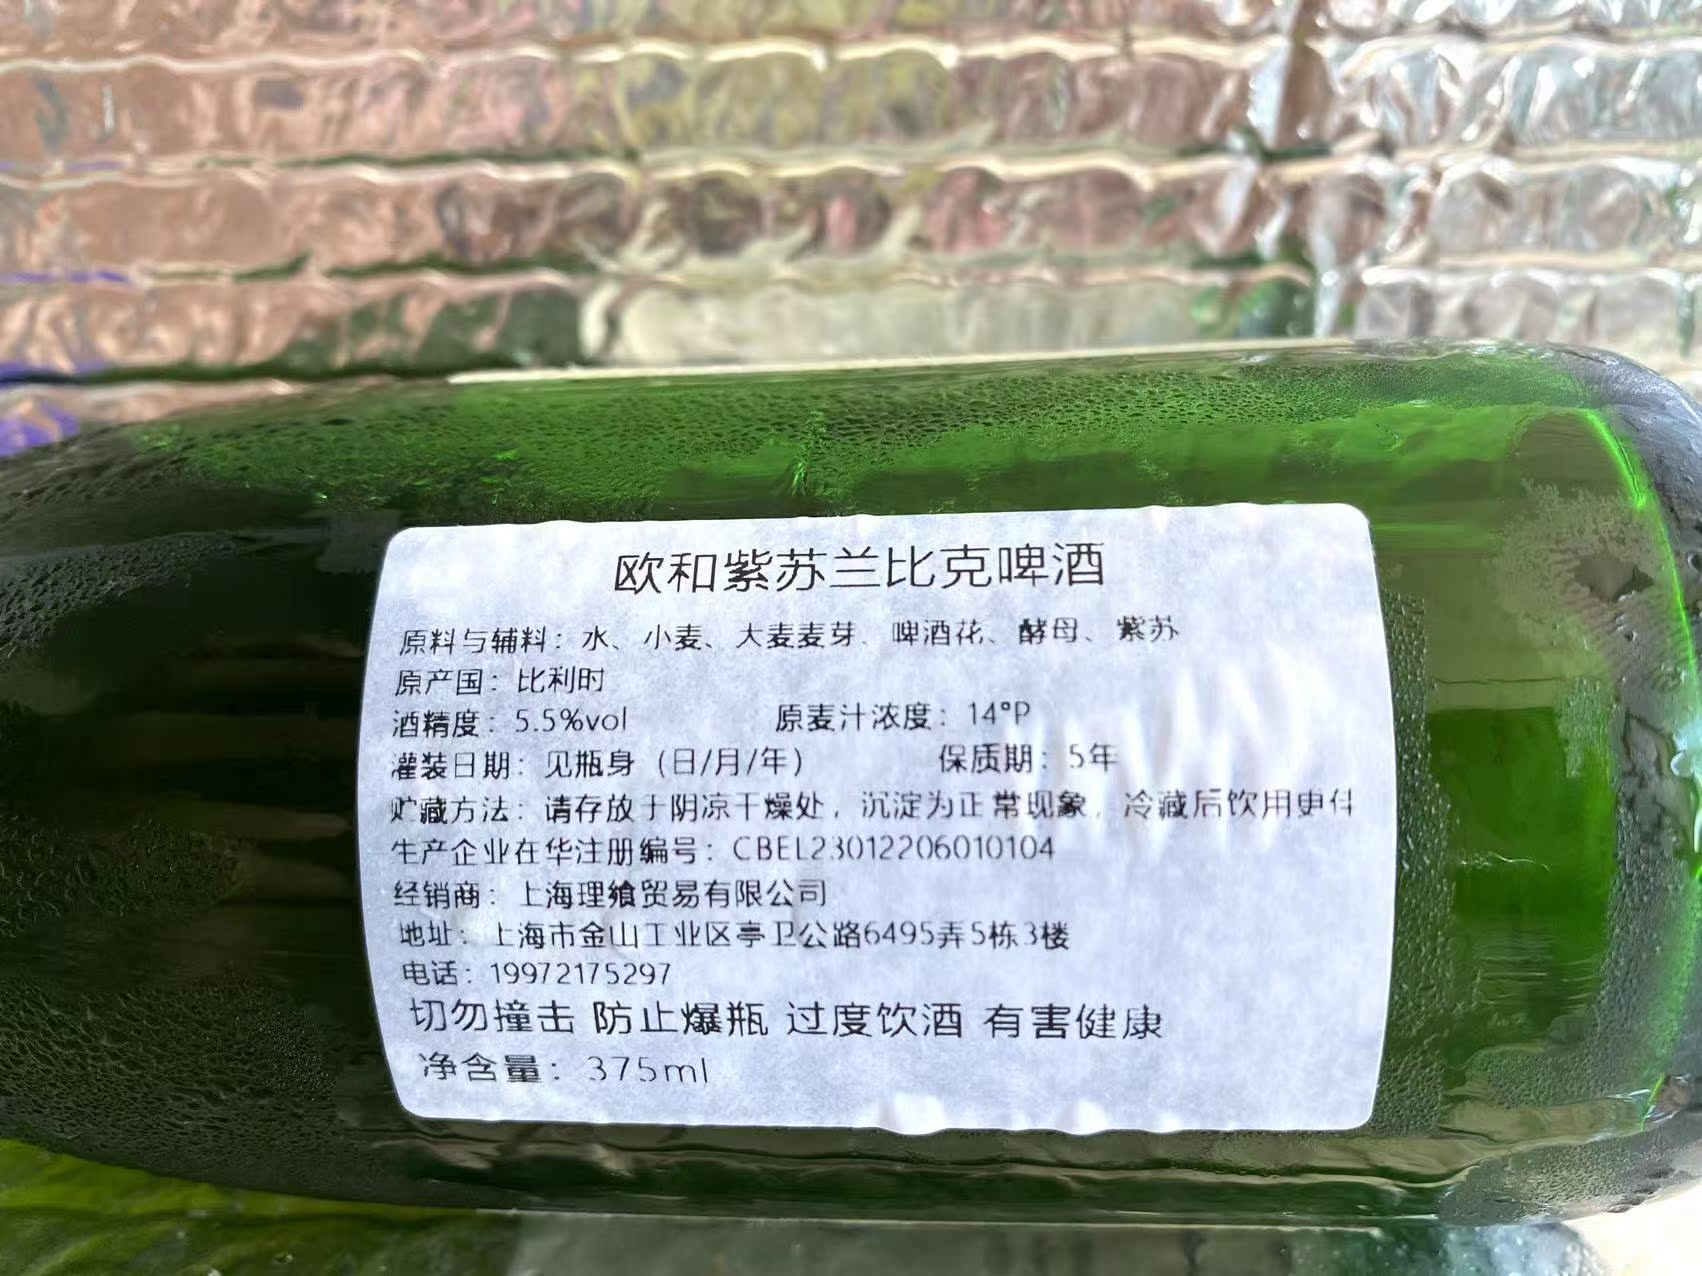 欧和紫苏兰比克啤酒
原料与辅料：水、小麦、大麦麦芽、啤酒花、酵母、紫苏
原产国：比利时
酒精度：5.5%vol 原麦汁浓度：14°P
灌装日期：见瓶身（日/月/年） 保质期：5年
贮藏方法：请存放于阴凉干燥处，沉淀为正常现象，冷藏后饮用更佳
生产企业在华注册编号：CBEL23012206010104
经销商：上海理飨贸易有限公司
地址：上海市金山工业区亭卫公路6495弄5栋3楼
电话：19972175297
切勿撞击 防止爆瓶 过度饮酒 有害健康
净含量：375ml